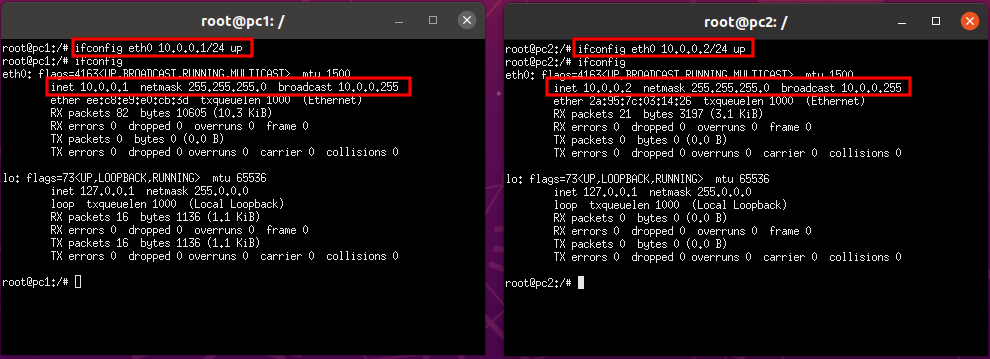 root@pc1: /
root@pc1:/# ifconfig eth0 10.0.0.1/24 up
root@pc1:/# ifconfig
eth0: flags=4163<UP,BROADCAST,RUNNING,MULTICAST>  mtu 1500
inet 10.0.0.1  netmask 255.255.255.0  broadcast 10.0.0.255
ether ee:c8:e9:e0:cb:3d  txqueuelen 1000  (Ethernet)
RX packets 82  bytes 10605 (10.3 KiB)
RX errors 0  dropped 0  overruns 0  frame 0
TX packets 0  bytes 0 (0.0 B)
TX errors 0  dropped 0 overruns 0  carrier 0  collisions 0
lo: flags=73<UP,LOOPBACK,RUNNING>  mtu 65536
inet 127.0.0.1  netmask 255.0.0.0
loop  txqueuelen 1000  (Local Loopback)
RX packets 16  bytes 1136 (1.1 KiB)
RX errors 0  dropped 0  overruns 0  frame 0
TX packets 16  bytes 1136 (1.1 KiB)
TX errors 0  dropped 0 overruns 0  carrier 0  collisions 0
root@pc1:/#
root@pc2: /
root@pc2:/# ifconfig eth0 10.0.0.2/24 up
root@pc2:/# ifconfig
eth0: flags=4163<UP,BROADCAST,RUNNING,MULTICAST>  mtu 1500
inet 10.0.0.2  netmask 255.255.255.0  broadcast 10.0.0.255
ether 2a:95:7c:03:14:26  txqueuelen 1000  (Ethernet)
RX packets 21  bytes 3197 (3.1 KiB)
RX errors 0  dropped 0  overruns 0  frame 0
TX packets 0  bytes 0 (0.0 B)
TX errors 0  dropped 0 overruns 0  carrier 0  collisions 0
lo: flags=73<UP,LOOPBACK,RUNNING>  mtu 65536
inet 127.0.0.1  netmask 255.0.0.0
loop  txqueuelen 1000  (Local Loopback)
RX packets 0  bytes 0 (0.0 B)
RX errors 0  dropped 0  overruns 0  frame 0
TX packets 0  bytes 0 (0.0 B)
TX errors 0  dropped 0 overruns 0  carrier 0  collisions 0
root@pc2:/#